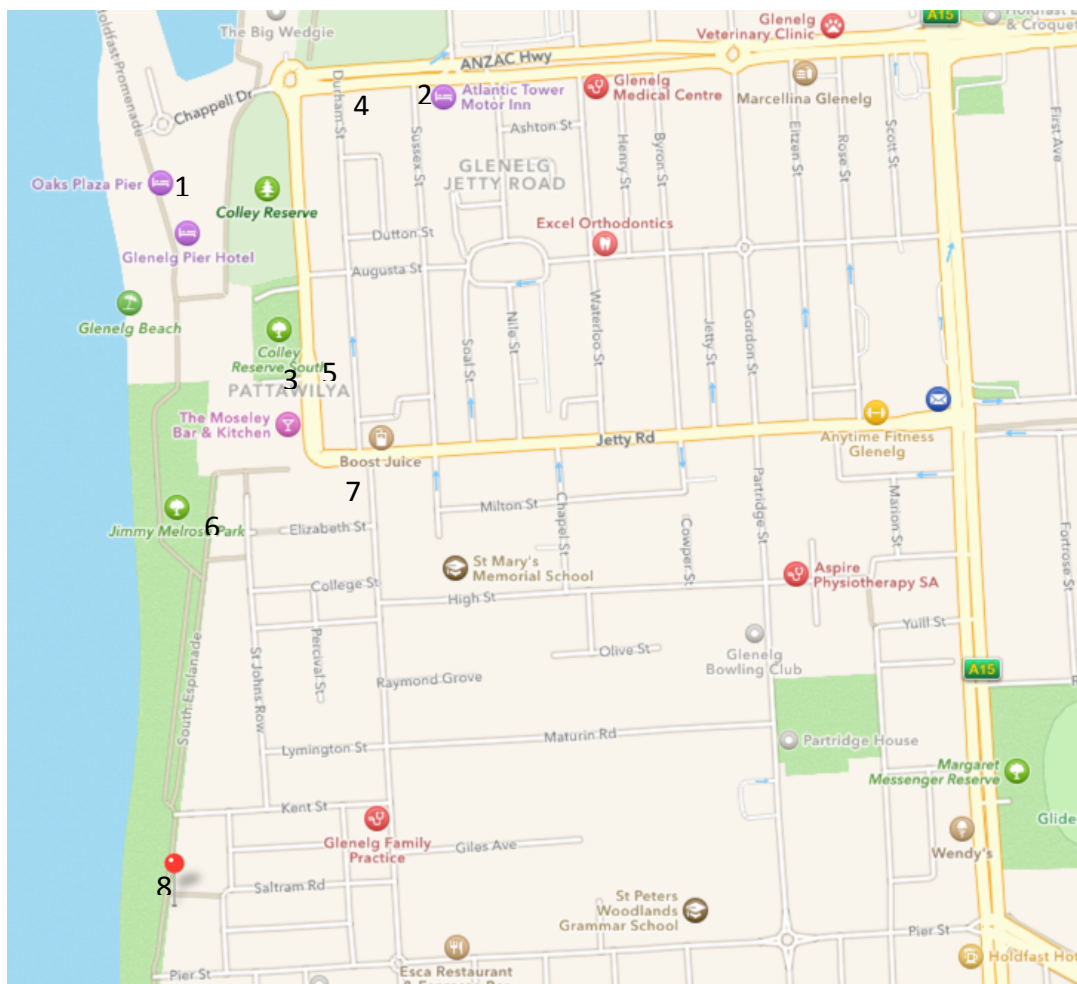 Holdfast Promenade
The Big Wedgie
Glenelg
Veterinary Clinic
A15
& Croquet
ANZAC Hwy
Chappell Dr
Durham St
4
2
Atlantic Tower
Motor Inn
Glenelg
Medical Centre
Marcellina Glenelg
Ashton St
Sussex St
Henry St
Byron St
Eitzen St
Rose St
Scott St
First Ave
GLENELG
JETTY ROAD
Oaks Plaza Pier
1
Colley Reserve
Excel Orthodontics
Dutton St
Glenelg Pier Hotel
Augusta St
Glenelg Beach
Nile St
Waterloo St
Soal St
Jetty St
Gordon St
Colley
Reserve South
3
5
PATTAWILYA
The Moseley
Bar & Kitchen
Boost Juice
Jetty Rd
Anytime Fitness
Glenelg
7
Milton St
Chapel St
Partridge St
Marion St
Jimmy Melrose Park
6
Elizabeth St
Cowper St
Fortrose St
St Mary's
Memorial School
Aspire
Physiotherapy SA
College St
High St
Yuill St
Percival St
St Johns Row
South Esplanade
Olive St
Glenelg
Bowling Club
A15
Raymond Grove
Lymington St
Maturin Rd
Partridge House
Margaret
Messenger Reserve
Kent St
Glenelg Family
Practice
Giles Ave
Wendy's
Glide
8
Saltram Rd
St Peters
Woodlands
Grammar School
Pier St
Pier St
Esca Restaurant
Holdfast Hot